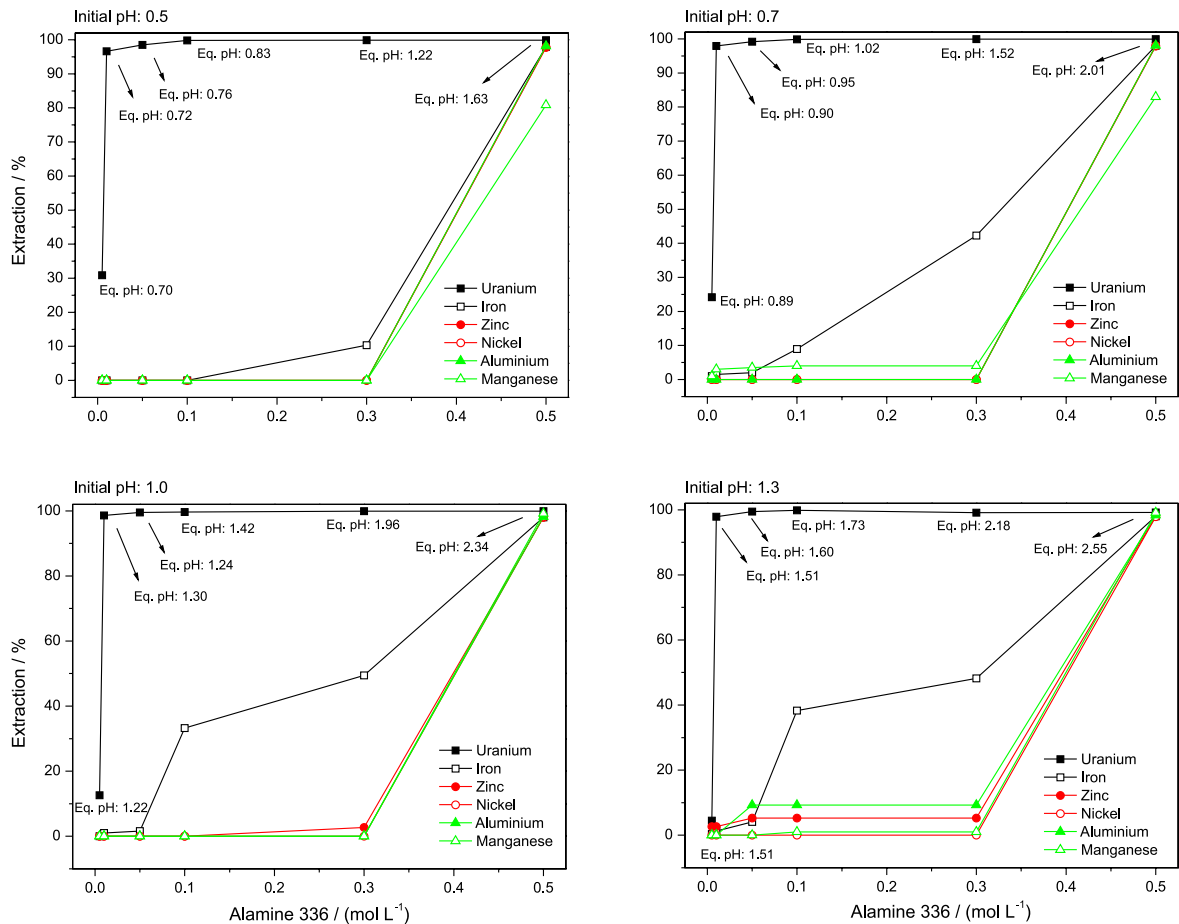 Initial pH: 0.5
100
90
80
70
60
50
40
30
20
10
0
Extraction / %
Eq. pH: 0.83
Eq. pH: 1.22
Eq. pH: 0.76
Eq. pH: 1.63
Eq. pH: 0.72
Eq. pH: 0.70
Uranium
Iron
Zinc
Nickel
Aluminium
Manganese
0.0
0.1
0.2
0.3
0.4
0.5
Initial pH: 0.7
100
90
80
70
60
50
40
30
20
10
0
Eq. pH: 1.02
Eq. pH: 1.52
Eq. pH: 2.01
Eq. pH: 0.95
Eq. pH: 0.90
Eq. pH: 0.89
Uranium
Iron
Zinc
Nickel
Aluminium
Manganese
0.0
0.1
0.2
0.3
0.4
0.5
Initial pH: 1.0
100
80
60
40
20
0
Extraction / %
Eq. pH: 1.42
Eq. pH: 1.96
Eq. pH: 2.34
Eq. pH: 1.24
Eq. pH: 1.30
Eq. pH: 1.22
Uranium
Iron
Zinc
Nickel
Aluminium
Manganese
0.0
0.1
0.2
0.3
0.4
0.5
Alamine 336 / (mol L⁻¹)
Initial pH: 1.3
100
80
60
40
20
0
Eq. pH: 1.73
Eq. pH: 2.18
Eq. pH: 2.55
Eq. pH: 1.60
Eq. pH: 1.51
Eq. pH: 1.51
Uranium
Iron
Zinc
Nickel
Aluminium
Manganese
0.0
0.1
0.2
0.3
0.4
0.5
Alamine 336 / (mol L⁻¹)